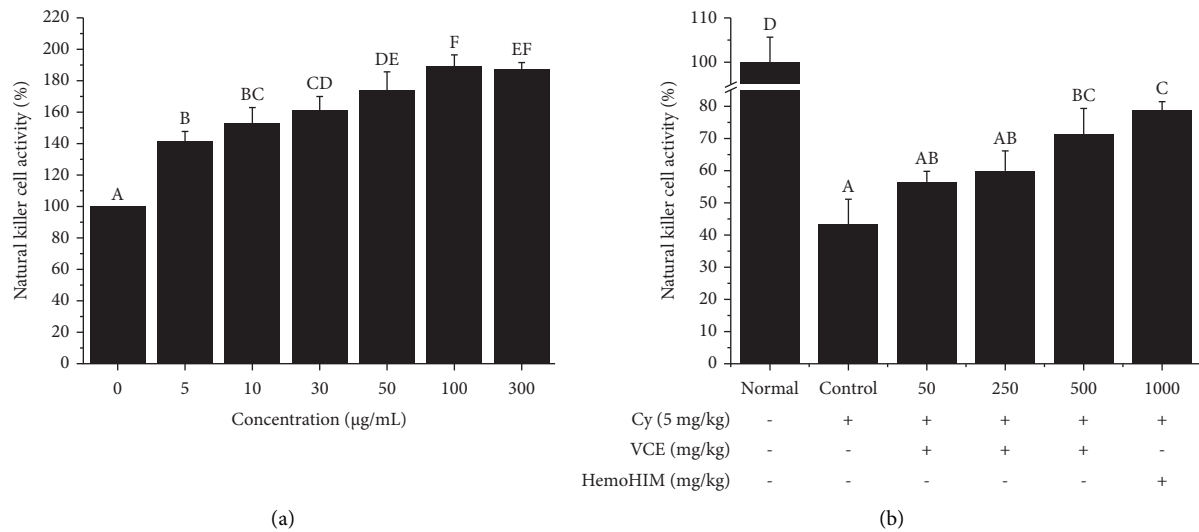 220
200
180
160
140
120
100
80
60
40
20
0
Natural killer cell activity (%)
A
B
BC
CD
DE
F
EF
0 5 10 30 50 100 300
Concentration (µg/mL)
(a)
110
100
80
70
60
50
40
30
20
10
0
Natural killer cell activity (%)
D
A
AB
AB
BC
C
Normal Control 50 250 500 1000
Cy (5 mg/kg) - + + + + +
VCE (mg/kg) - - + + + -
HemoHIM (mg/kg) - - - - - +
(b)